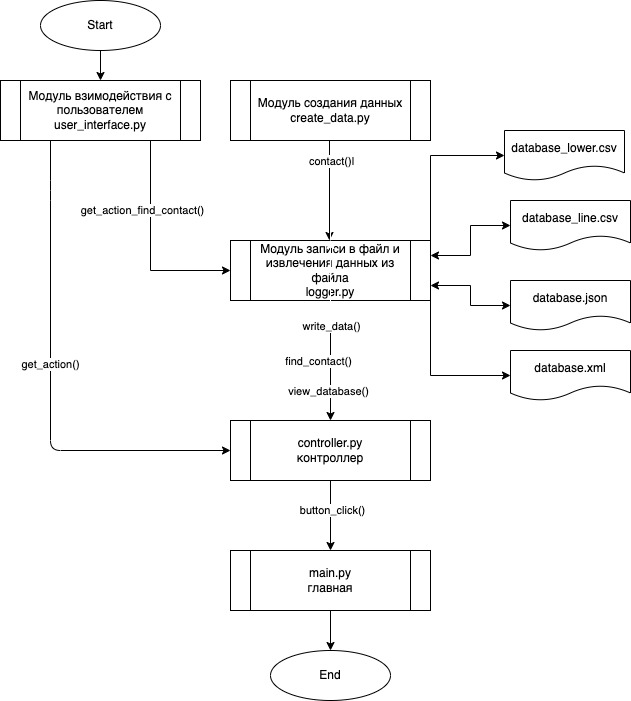 Start
Модуль взимодействия с
пользователем
user_interface.py
Модуль создания данных
create_data.py
contact()
database_lower.csv
get_action_find_contact()
database_line.csv
Модуль записи в файл и
извлечения данных из
файла
logger.py
database.json
write_data()
find_contact()
get_action()
database.xml
view_database()
controller.py
контроллер
button_click()
main.py
главная
End